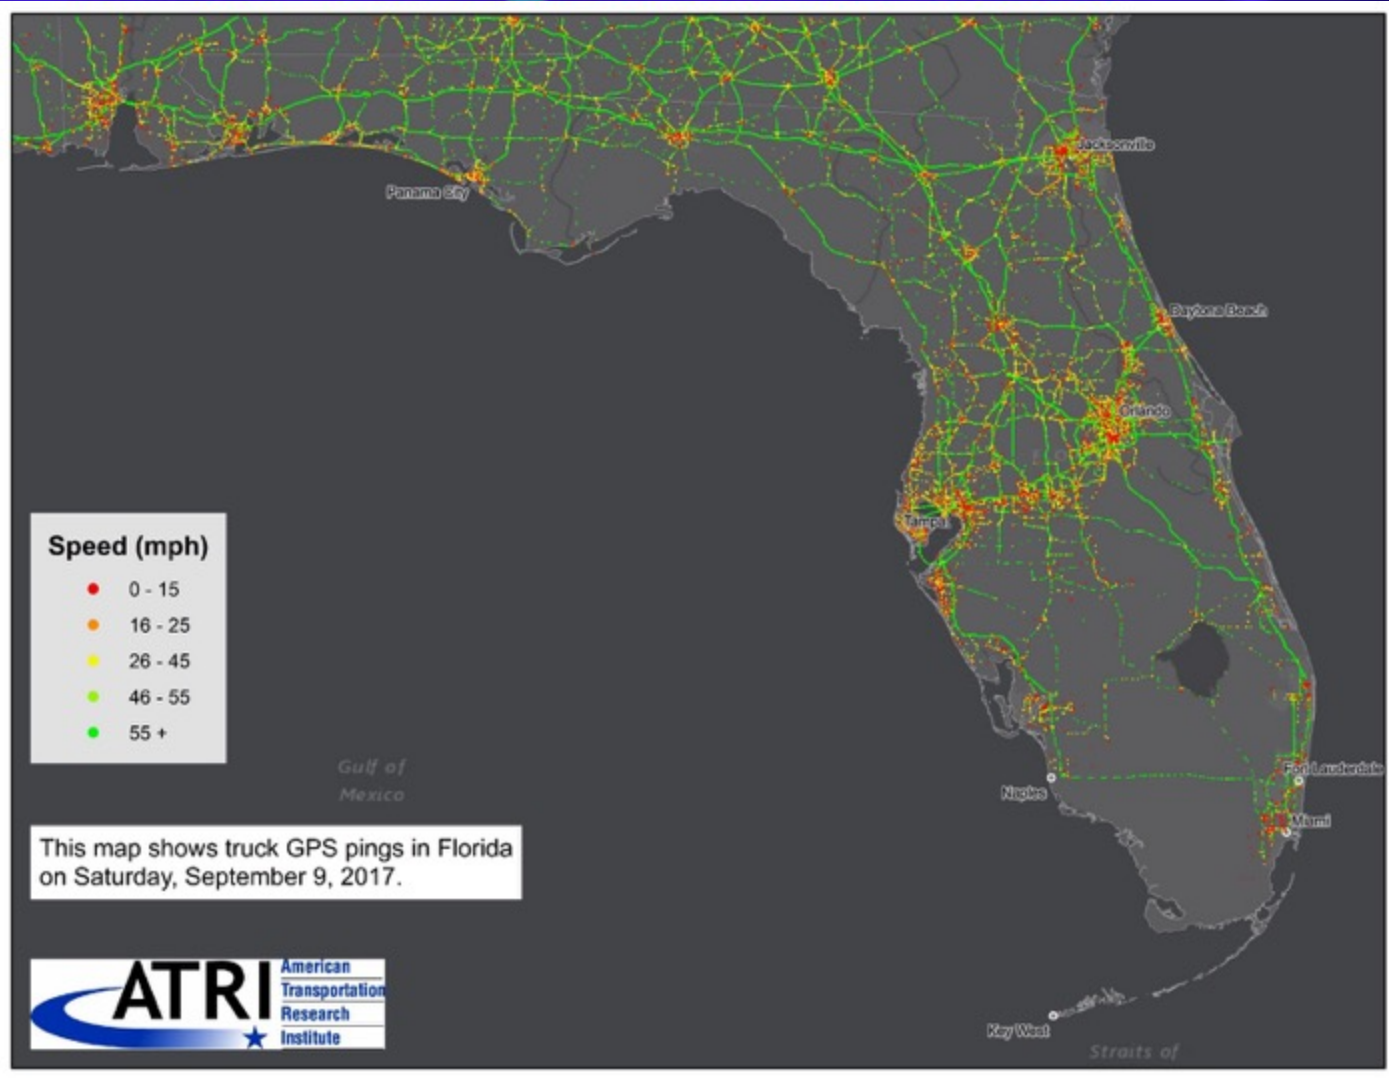 Jacksonville
Panama City
Daytona Beach
Orlando
Tampa
Speed (mph)
0 - 15
16 - 25
26 - 45
46 - 55
55 +
Gulf of
Mexico
Naples
Fort Lauderdale
Miami
This map shows truck GPS pings in Florida
on Saturday, September 9, 2017.
ATRI
American
Transportation
Research
Institute
Key West
Straits of